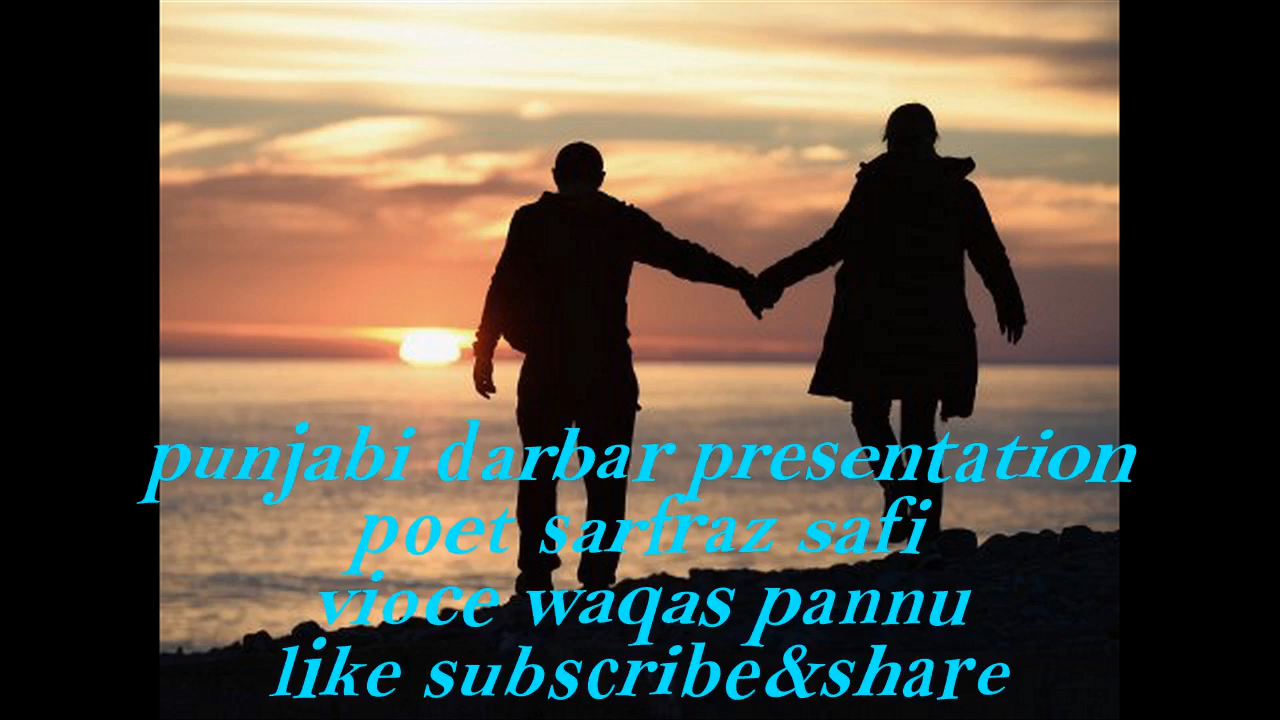 punjabi darbar presentation
poet sarfraz safi
vioce waqas pannu
like subscribe&share